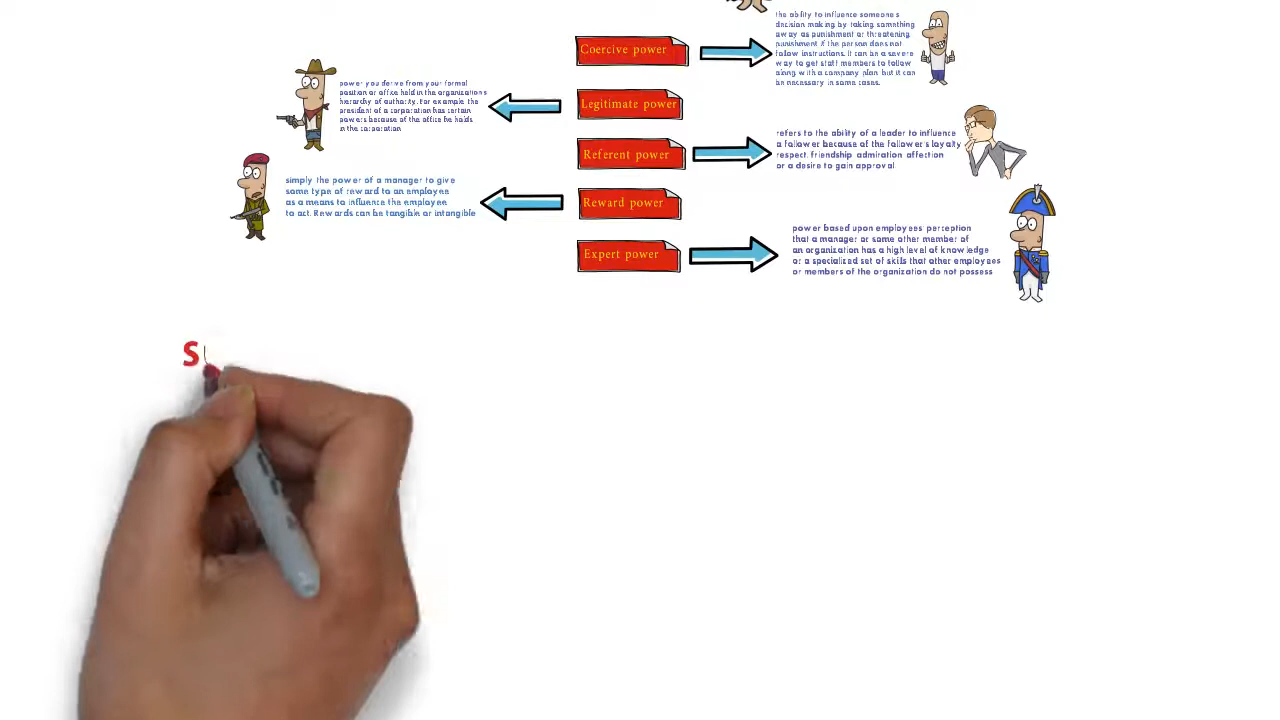 the ability to influence someone s
decision making by taking something
away as punishment or threatening
punishment if the person does not
follow instructions. It can be a severe
way to get staff members to follow
along with a company plan but it can
be necessary in some cases.
Coercive power
power you derive from your formal
position or office held in the organization s
hierarchy of authority. For example the
president of a corporation has certain
powers because of the office he holds
in the corporation
Legitimate power
Referent power
refers to the ability of a leader to influence
a follower because of the follower s loyalty
respect. friendship admiration affection
or a desire to gain approval
simply the power of a manager to give
some type of reward to an employee
as a means to influence the employee
to act. Rewards can be tangible or intangible
Reward power
Expert power
power based upon employees' perception
that a manager or some other member of
an organization has a high level of knowledge
or a specialized set of skills that other employees
or members of the organization do not possess
S